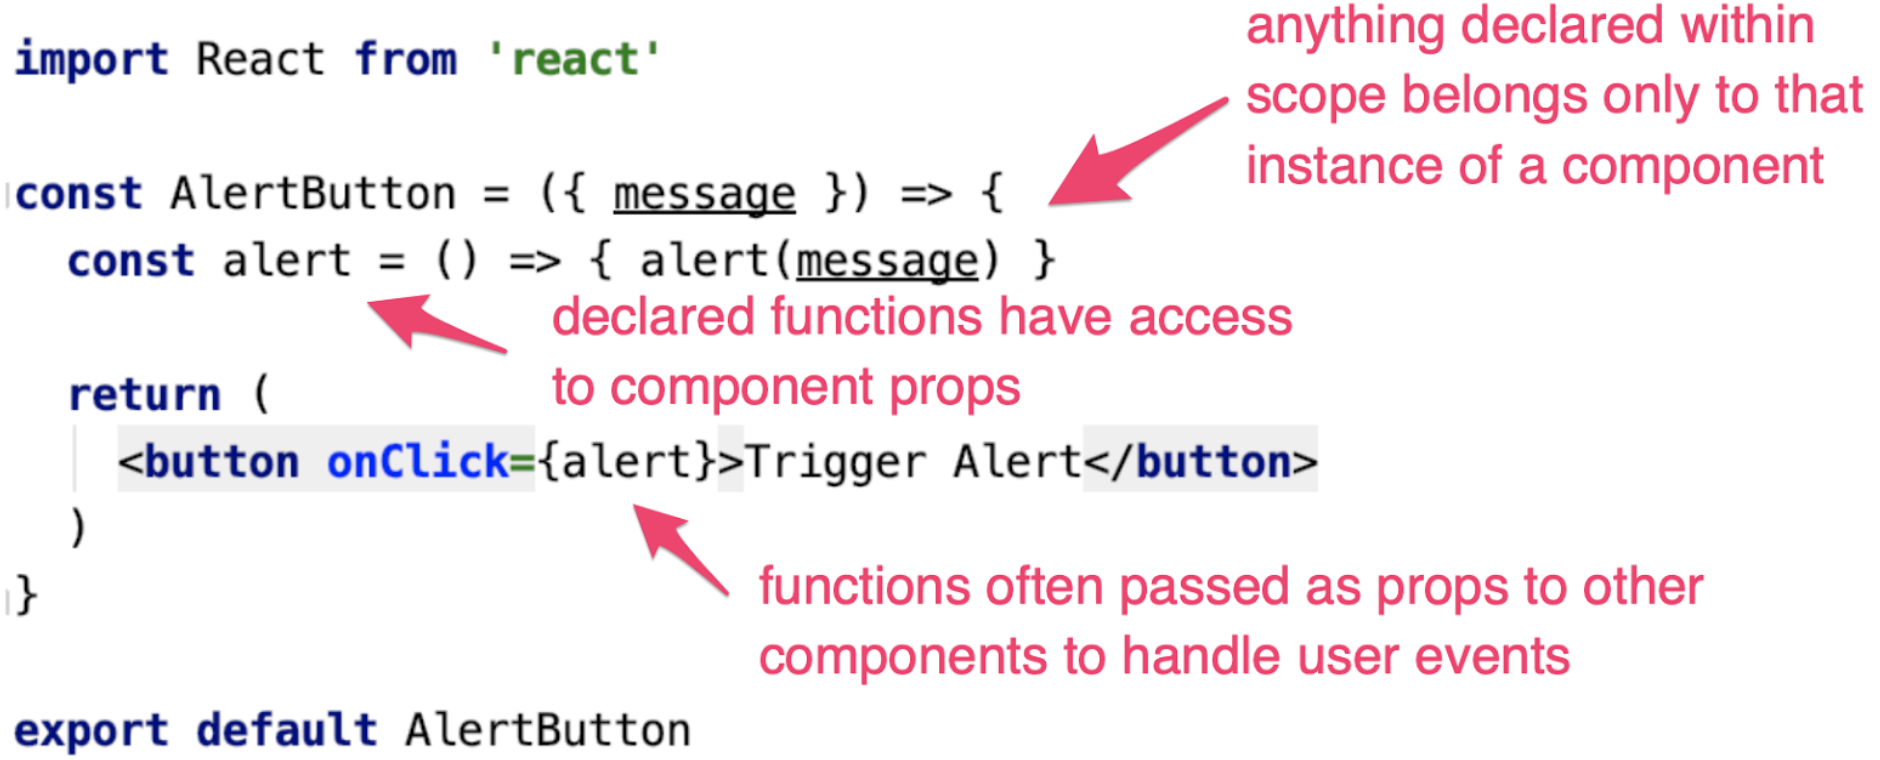 import React from 'react'
anything declared within
scope belongs only to that
instance of a component
const AlertButton = ({ message }) => {
const alert = () => { alert(message) }
declared functions have access
to component props
return (
<button onClick={alert}>Trigger Alert</button>
)
functions often passed as props to other
components to handle user events
}
export default AlertButton